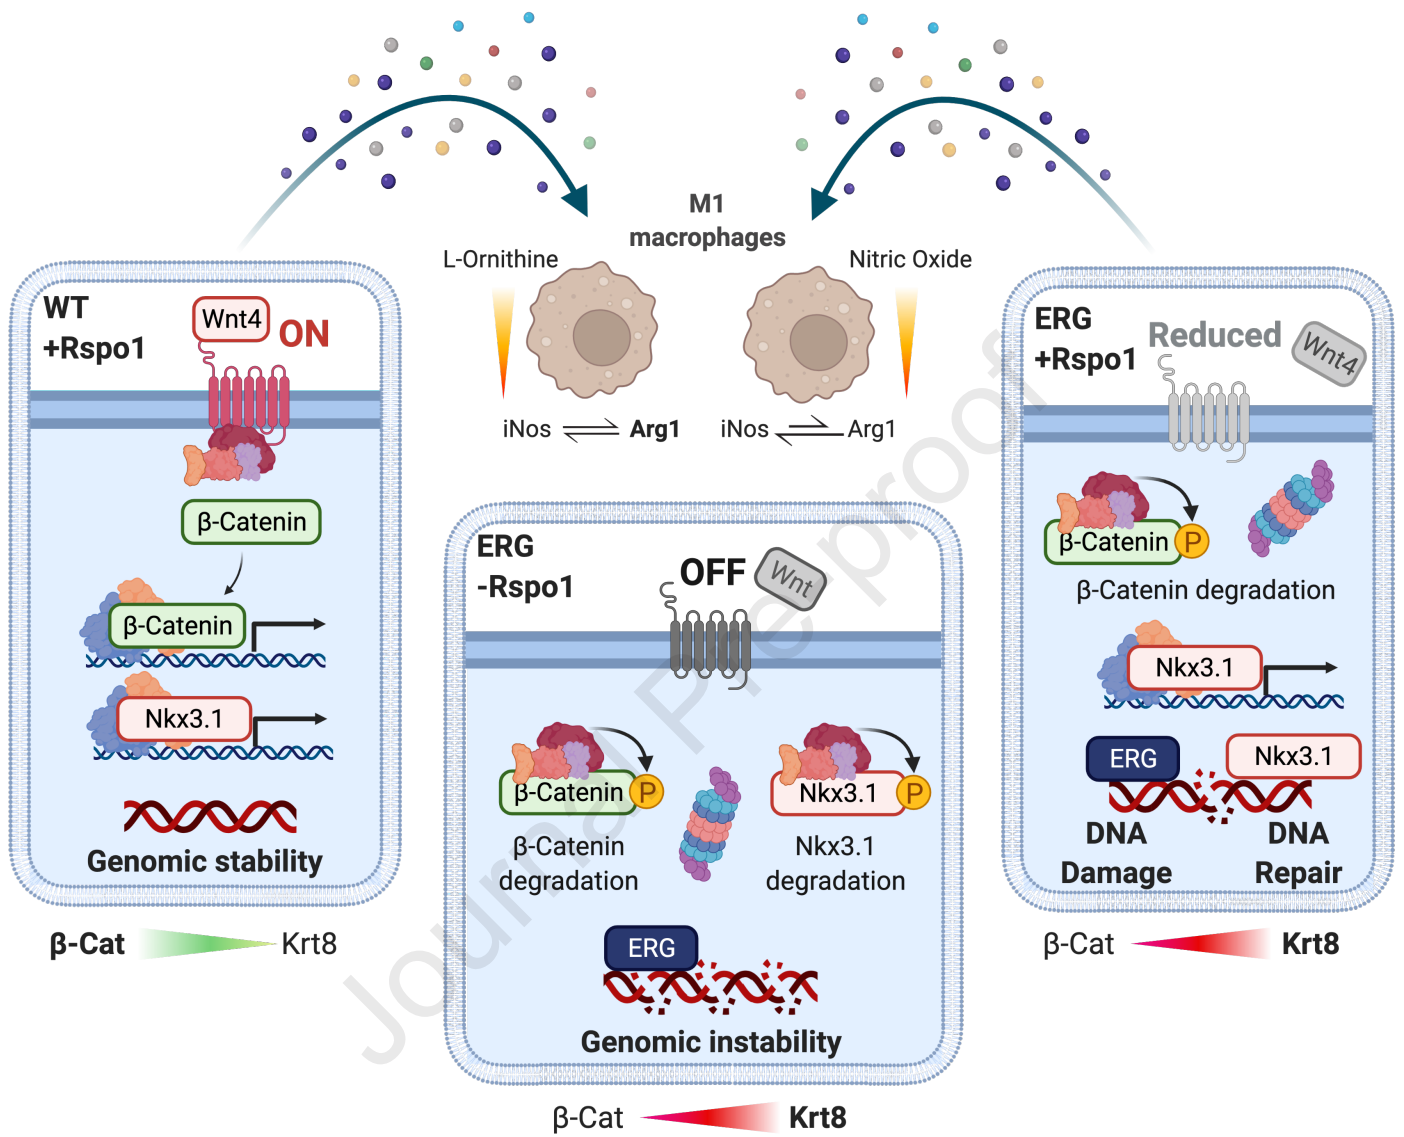 M1
macrophages
L-Ornithine
Nitric Oxide
iNos
Arg1
iNos
Arg1
WT
+Rspo1
Wnt4
ON
β-Catenin
β-Catenin
Nkx3.1
Genomic stability
β-Cat
Krt8
ERG
-Rspo1
OFF
Wnt
β-Catenin
P
Nkx3.1
P
β-Catenin
degradation
Nkx3.1
degradation
ERG
Genomic instability
β-Cat
Krt8
ERG
+Rspo1
Reduced
Wnt4
β-Catenin
P
β-Catenin degradation
Nkx3.1
ERG
Nkx3.1
DNA
Damage
DNA
Repair
β-Cat
Krt8
Journal Pre-proof